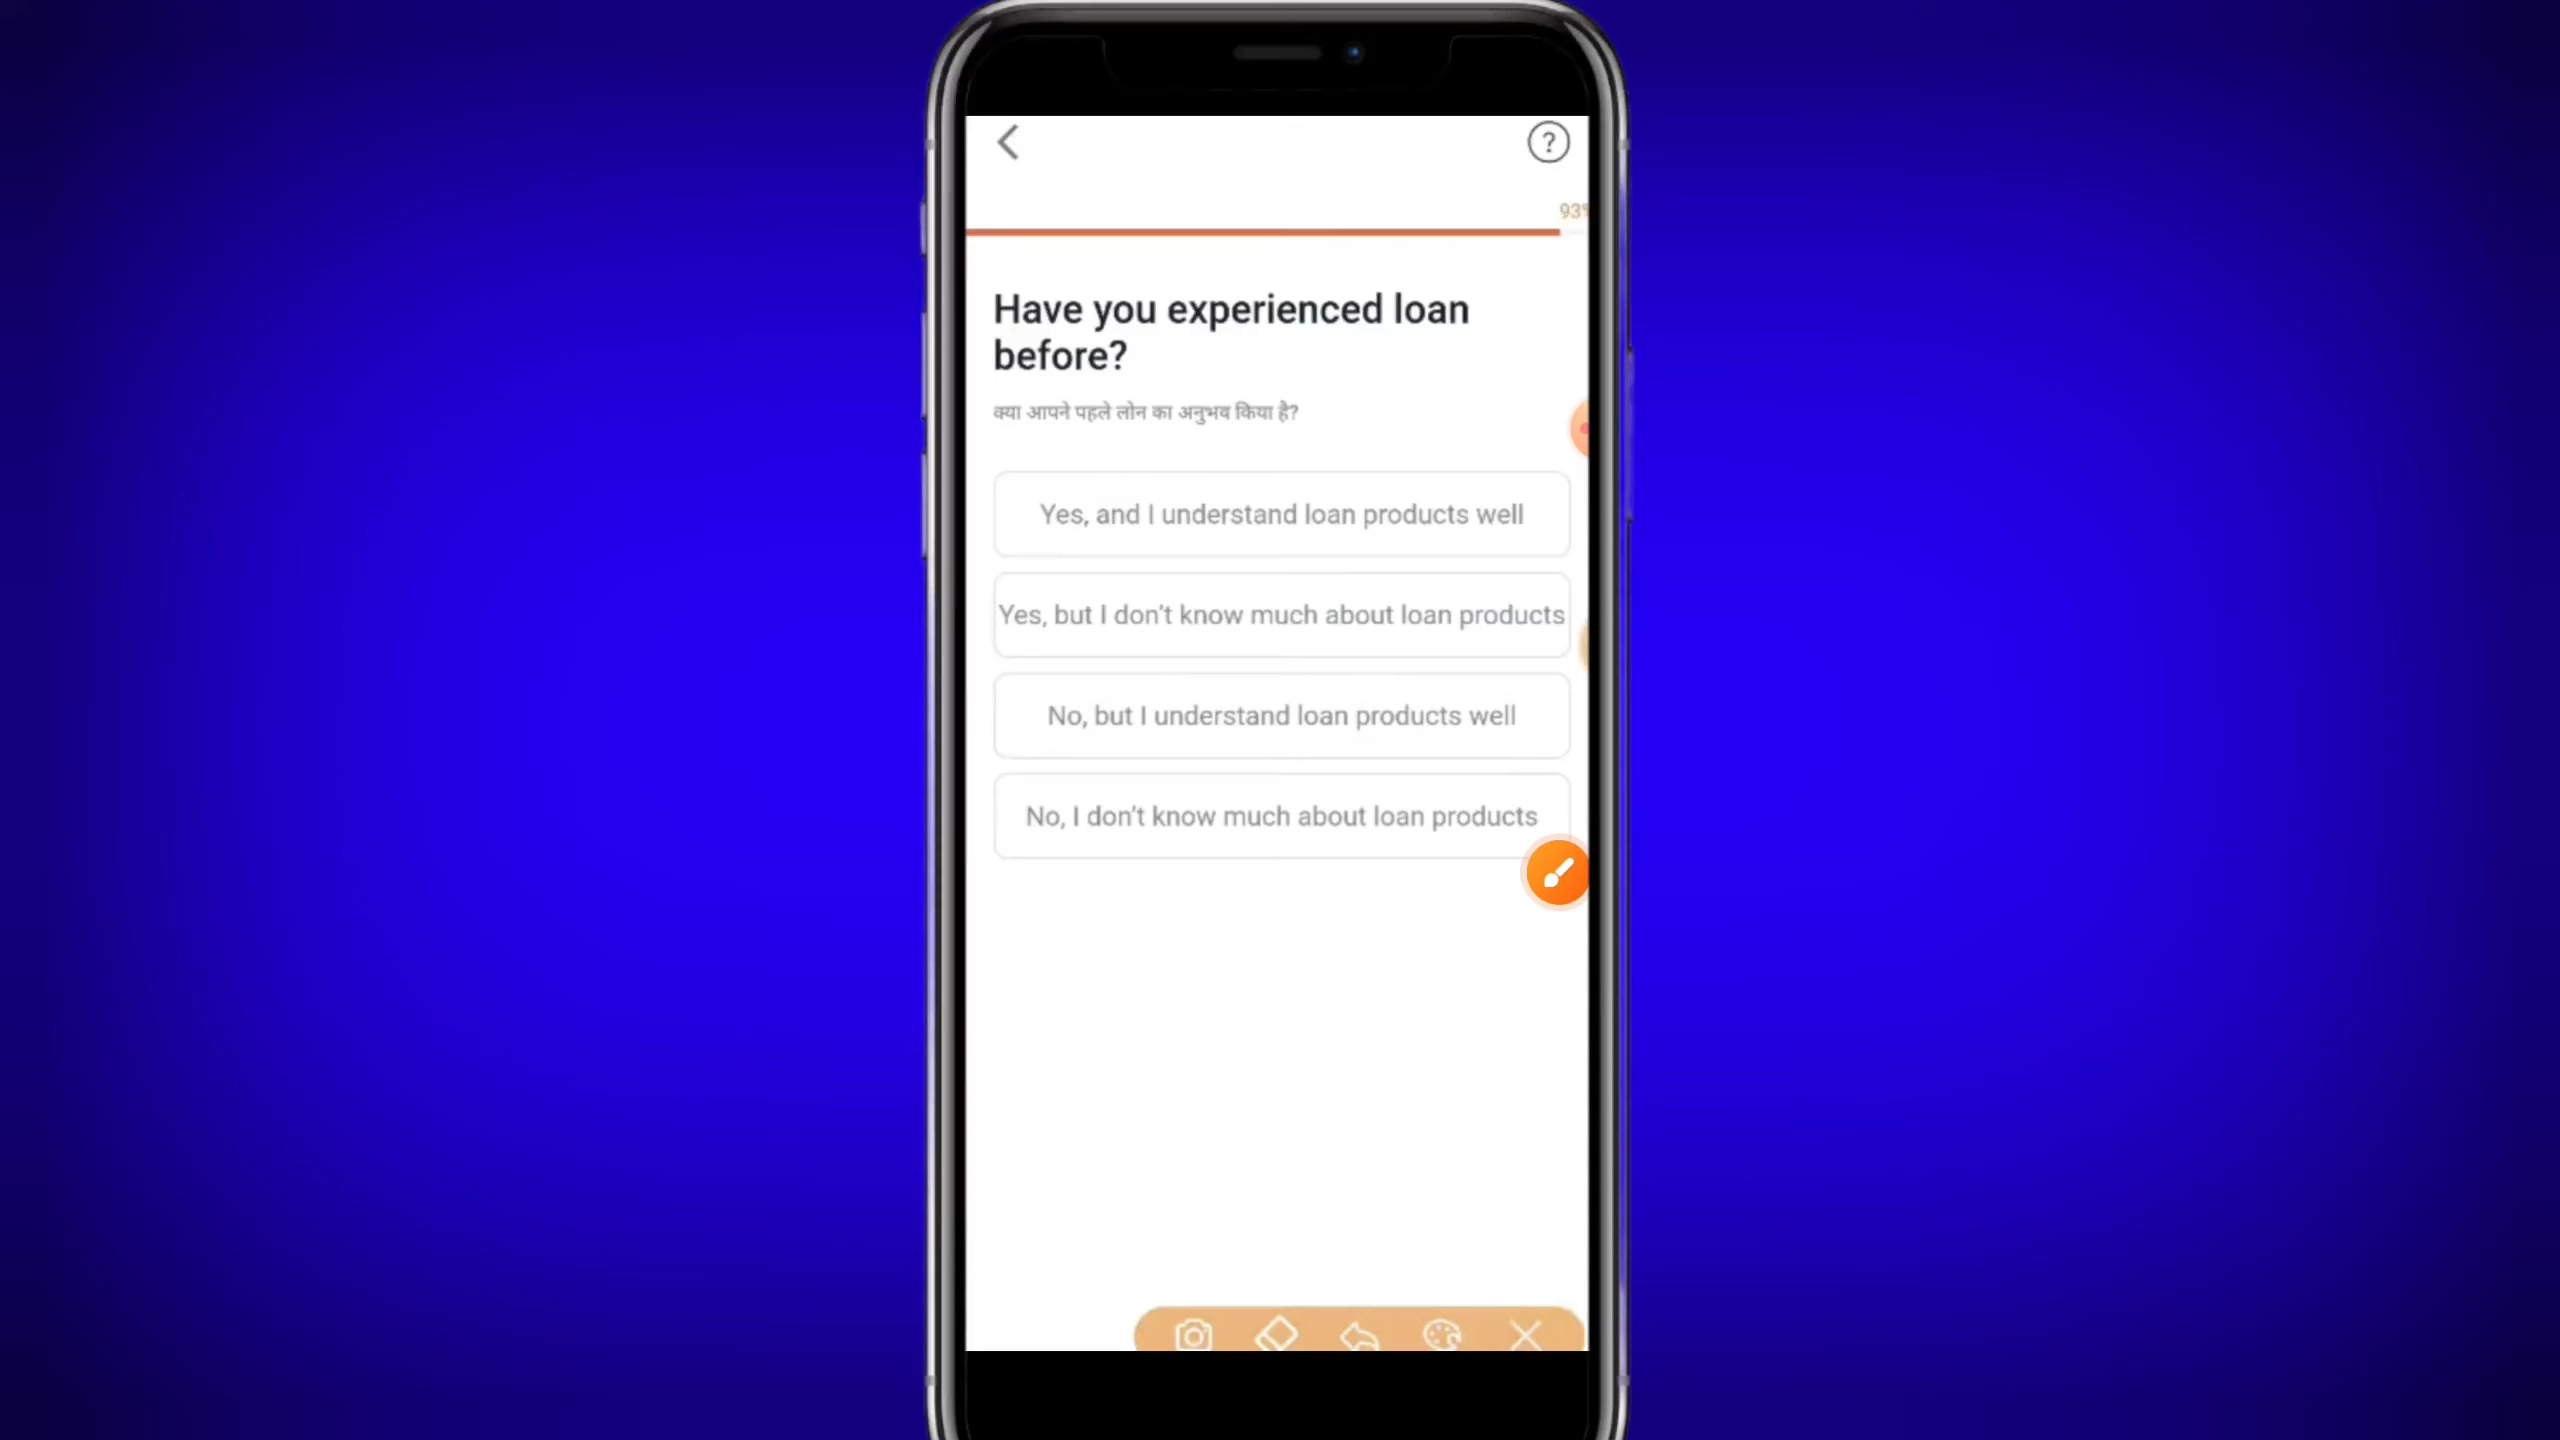 ?
93%
Have you experienced loan
before?
क्या आपने पहले लोन का अनुभव किया है?
Yes, and I understand loan products well
Yes, but I don't know much about loan products
No, but I understand loan products well
No, I don't know much about loan products